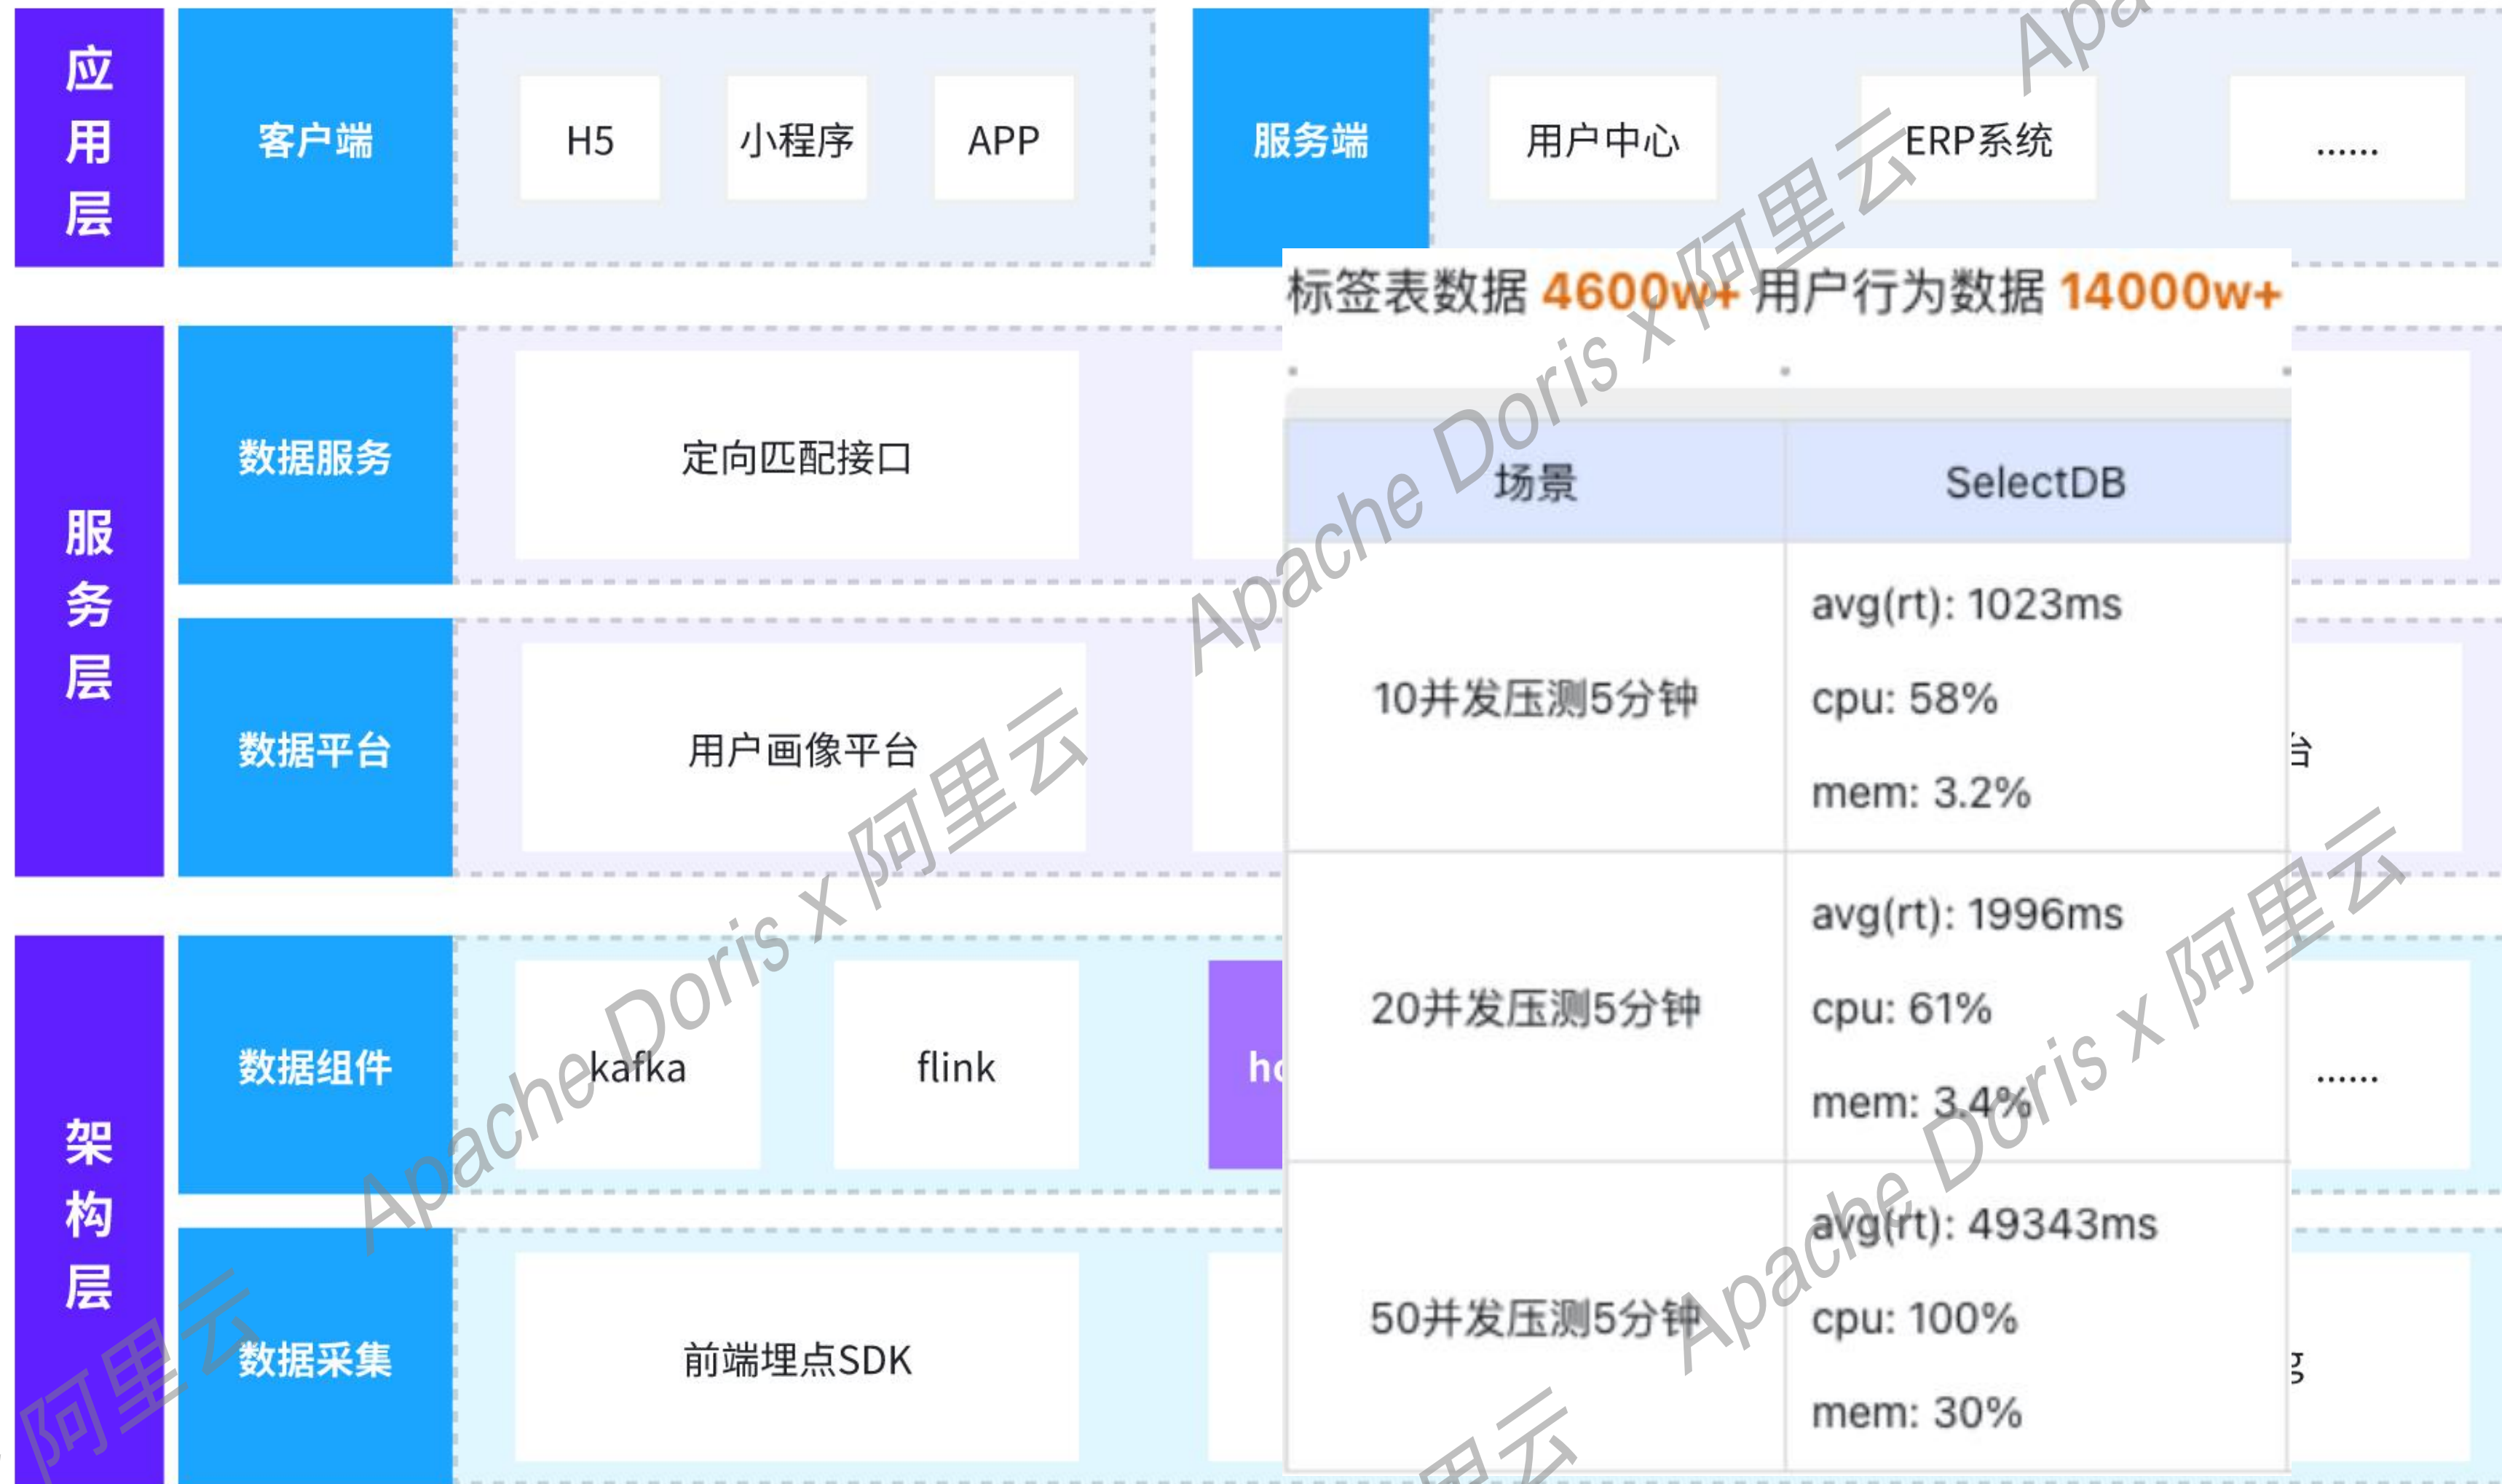 应用层
客户端
H5
小程序
APP
服务端
用户中心
ERP系统
......
标签表数据 4600w+ 用户行为数据 14000w+
服务层
数据服务
定向匹配接口
数据平台
用户画像平台
台
场景
SelectDB
10并发压测5分钟
avg(rt): 1023ms
cpu: 58%
mem: 3.2%
20并发压测5分钟
avg(rt): 1996ms
cpu: 61%
mem: 3.4%
50并发压测5分钟
avg(rt): 49343ms
cpu: 100%
mem: 30%
架构层
数据组件
kafka
flink
......
数据采集
前端埋点SDK
Apache Doris x 阿里云
Apache Doris x 阿里云
Apache Doris x 阿里云
阿里云